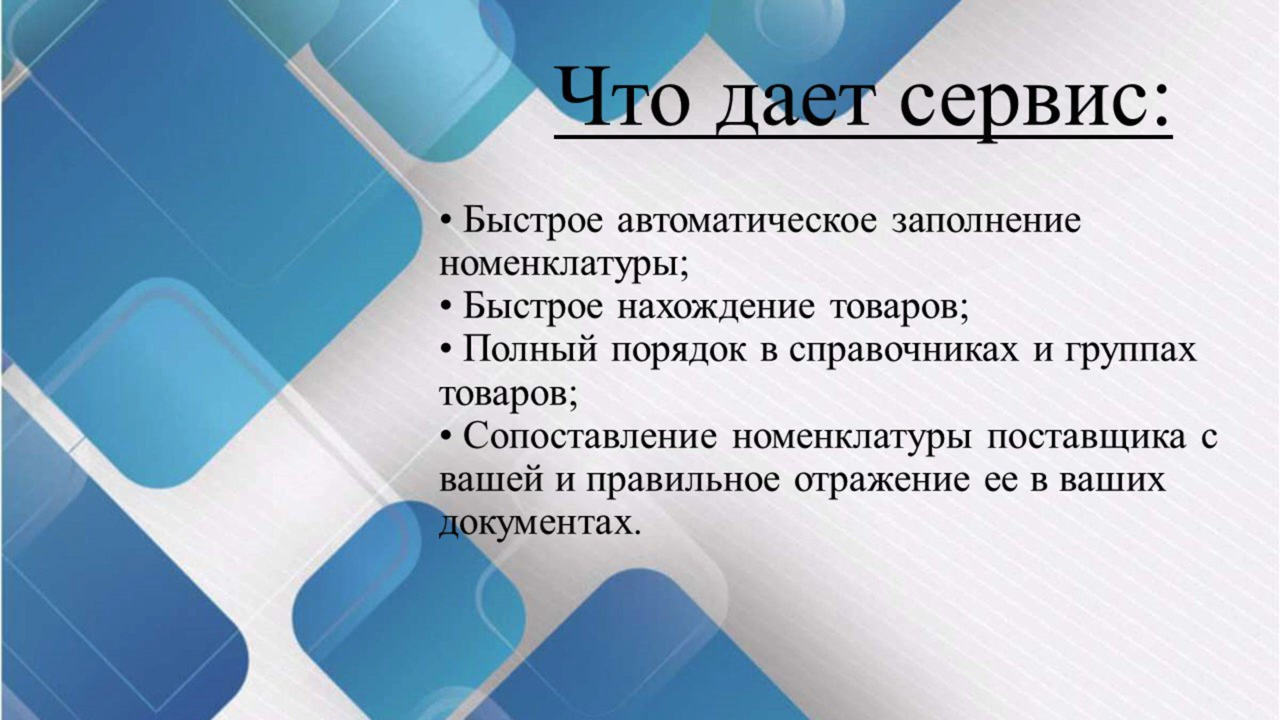 Что дает сервис:
• Быстрое автоматическое заполнение
номенклатуры;
• Быстрое нахождение товаров;
• Полный порядок в справочниках и группах
товаров;
• Сопоставление номенклатуры поставщика с
вашей и правильное отражение ее в ваших
документах.